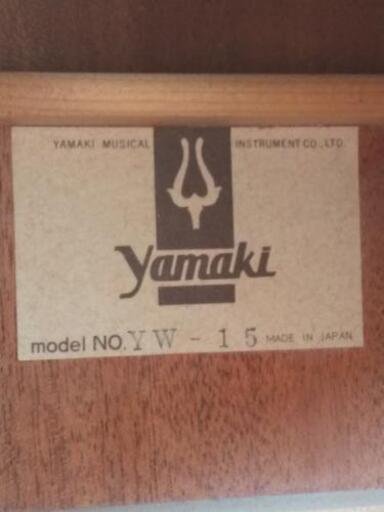 YAMAKI MUSICAL INSTRUMENT CO., LTD.
Yamaki
model NO. YW-15 MADE IN JAPAN